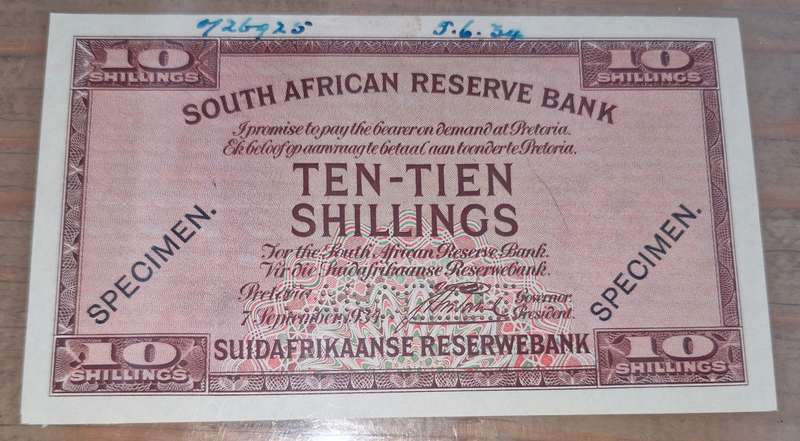 726925 5.6.34
10 SHILLINGS 10 SHILLINGS
SOUTH AFRICAN RESERVE BANK
I promise to pay the bearer on demand at Pretoria.
Ek beloof op aanvraag te betaal aan toonder te Pretoria.
TEN-TIEN
SHILLINGS
SPECIMEN. SPECIMEN.
For the South African Reserve Bank.
Vir die Suidafrikaanse Reserwebank.
Pretoria Governor.
7 September 1934 President.
SUIDAFRIKAANSE RESERWEBANK
10 SHILLINGS 10 SHILLINGS